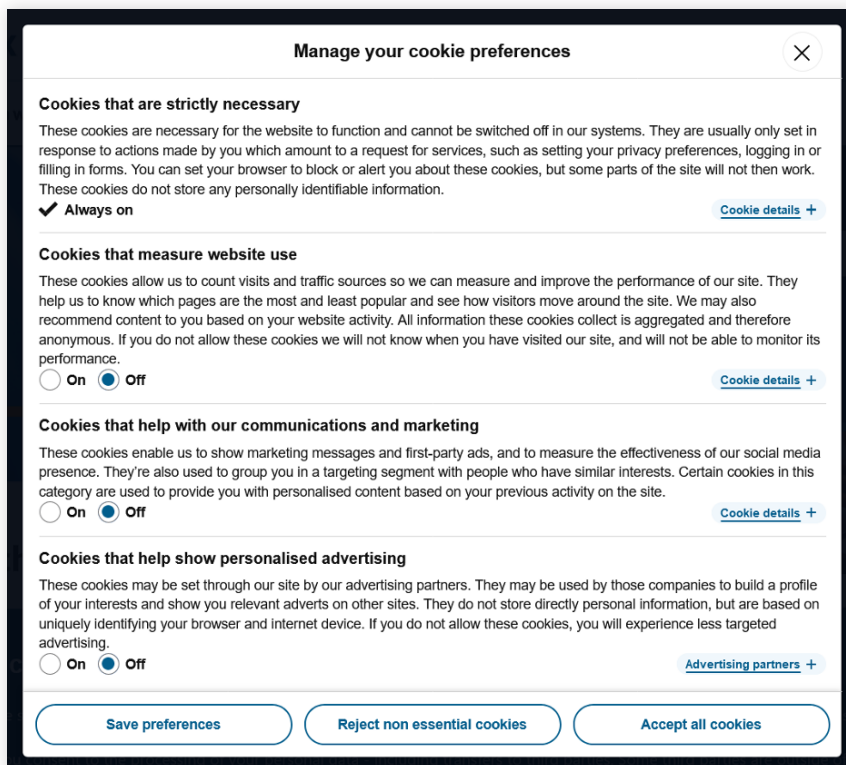 Manage your cookie preferences
Cookies that are strictly necessary
These cookies are necessary for the website to function and cannot be switched off in our systems. They are usually only set in
response to actions made by you which amount to a request for services, such as setting your privacy preferences, logging in or
filling in forms. You can set your browser to block or alert you about these cookies, but some parts of the site will not then work.
These cookies do not store any personally identifiable information.
Always on
Cookie details +
Cookies that measure website use
These cookies allow us to count visits and traffic sources so we can measure and improve the performance of our site. They
help us to know which pages are the most and least popular and see how visitors move around the site. We may also
recommend content to you based on your website activity. All information these cookies collect is aggregated and therefore
anonymous. If you do not allow these cookies we will not know when you have visited our site, and will not be able to monitor its
performance.
On Off
Cookie details +
Cookies that help with our communications and marketing
These cookies enable us to show marketing messages and first-party ads, and to measure the effectiveness of our social media
presence. They're also used to group you in a targeting segment with people who have similar interests. Certain cookies in this
category are used to provide you with personalised content based on your previous activity on the site.
On Off
Cookie details +
Cookies that help show personalised advertising
These cookies may be set through our site by our advertising partners. They may be used by those companies to build a profile
of your interests and show you relevant adverts on other sites. They do not store directly personal information, but are based on
uniquely identifying your browser and internet device. If you do not allow these cookies, you will experience less targeted
advertising.
On Off
Advertising partners +
Save preferences
Reject non essential cookies
Accept all cookies